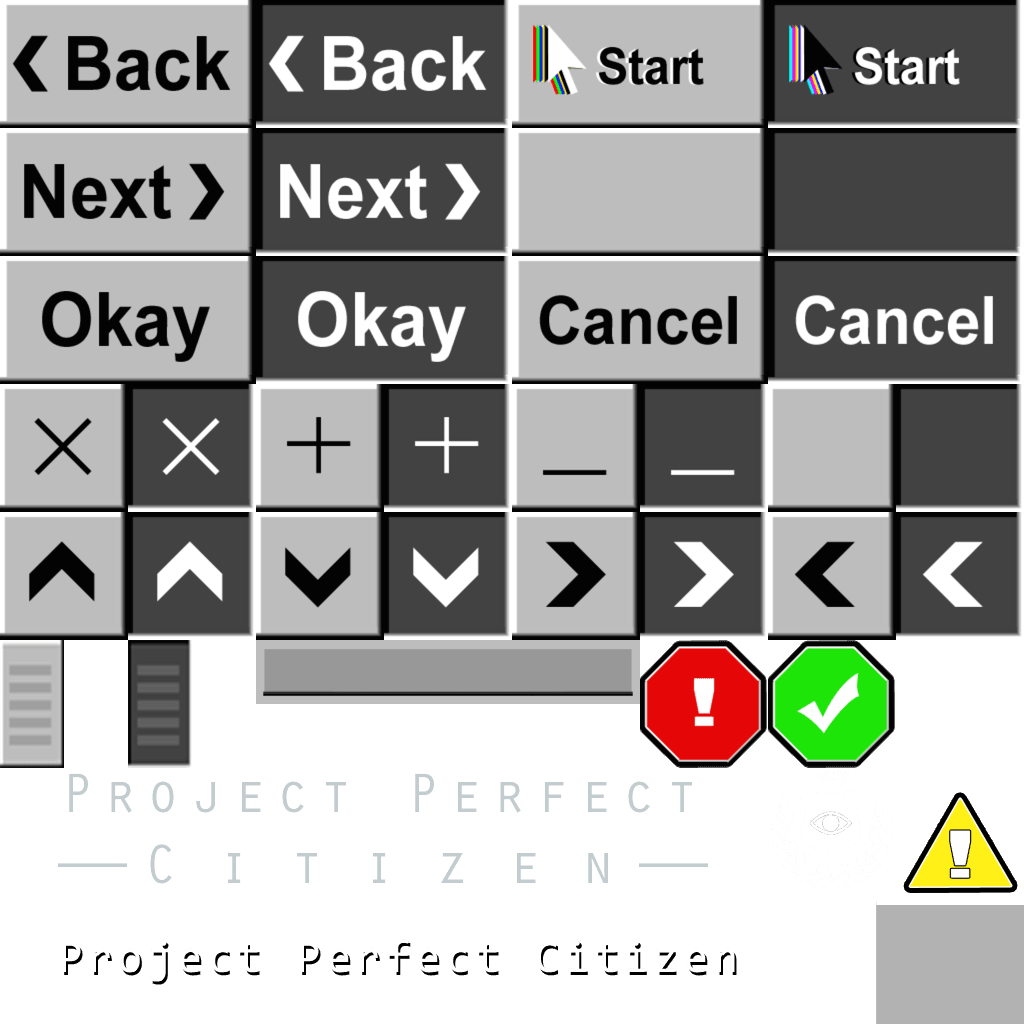 Back Back Start Start
Next Next
Okay Okay Cancel Cancel
!
PROJECT PERFECT
CITIZEN
!
Project Perfect Citizen